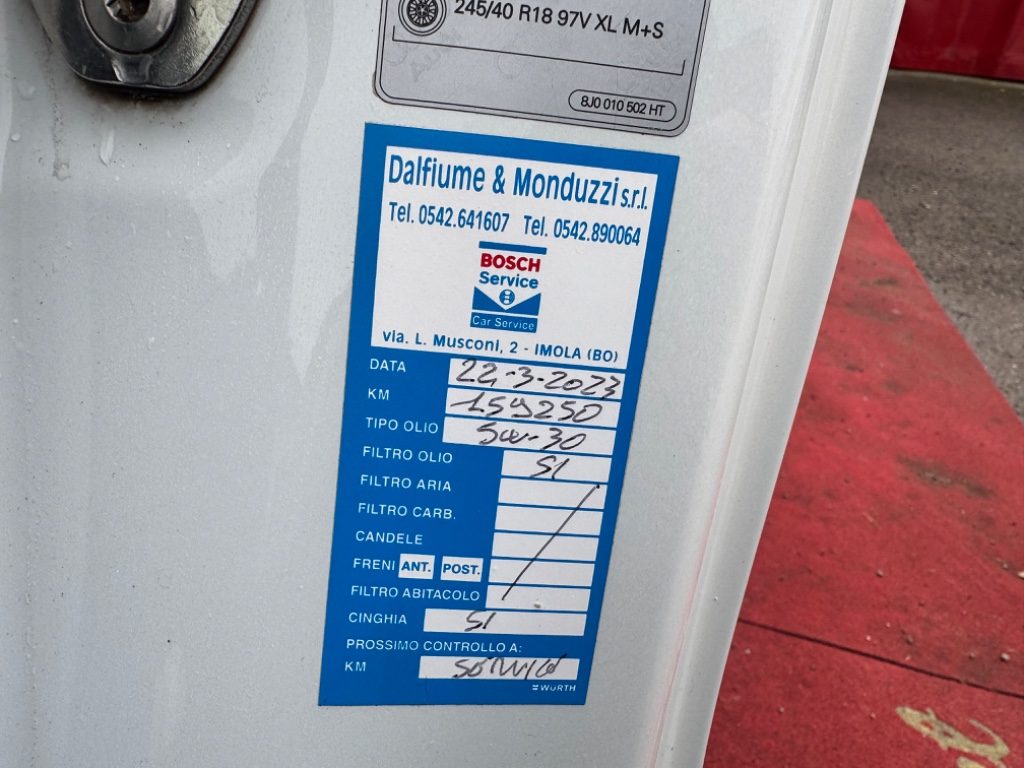 245/40 R18 97V XL M+S
8J0 010 502 HT
Dalfiume & Monduzzi s.r.l.
Tel. 0542.641607 Tel. 0542.890064
BOSCH
Service
Car Service
via. L. Musconi, 2 - IMOLA (BO)
DATA 22-3-2023
KM 159250
TIPO OLIO 5W-30
FILTRO OLIO SI
FILTRO ARIA
FILTRO CARB.
CANDELE
FRENI ANT. POST.
FILTRO ABITACOLO
CINGHIA SI
PROSSIMO CONTROLLO A:
KM
WÜRTH